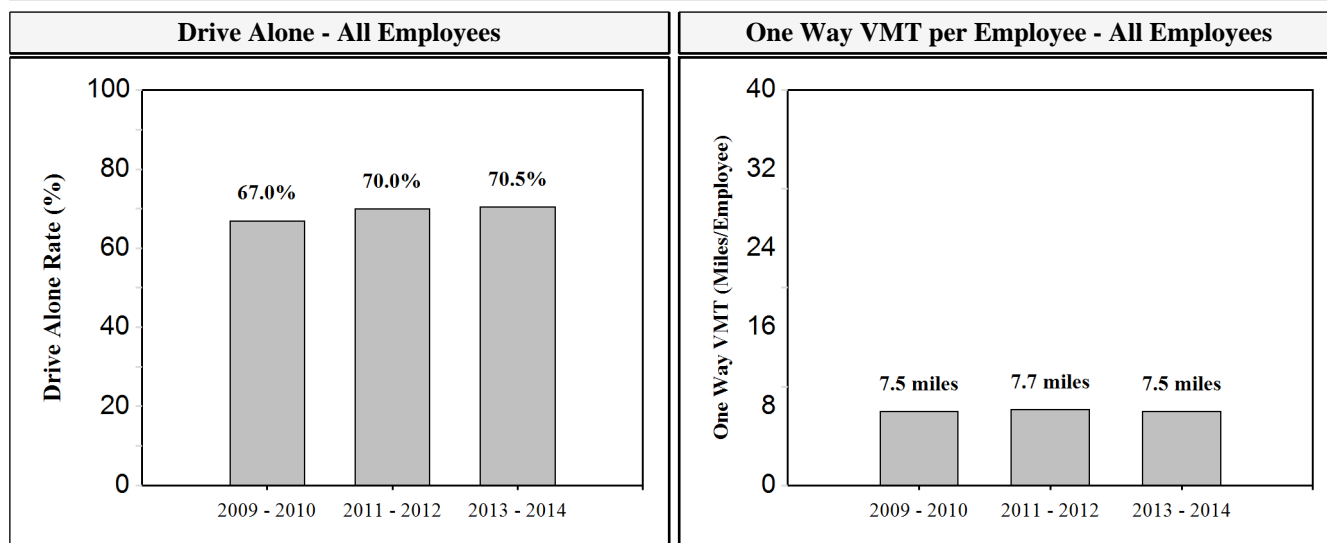 Drive Alone - All Employees
One Way VMT per Employee - All Employees
Drive Alone Rate (%)
100
80
60
40
20
0
67.0%
70.0%
70.5%
2009 - 2010
2011 - 2012
2013 - 2014
One Way VMT (Miles/Employee)
40
32
24
16
8
0
7.5 miles
7.7 miles
7.5 miles
2009 - 2010
2011 - 2012
2013 - 2014